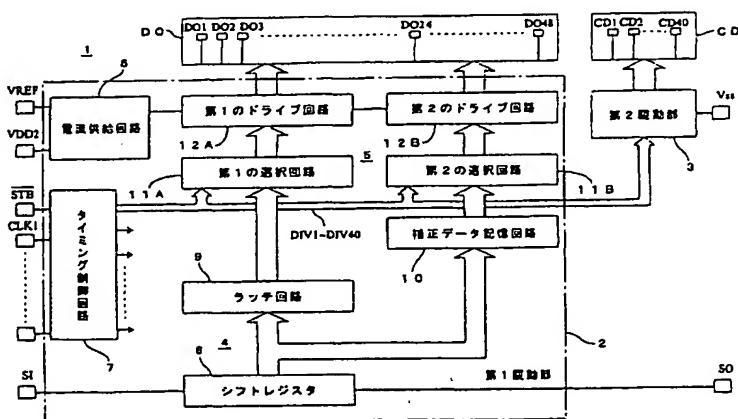 DO
DO1 DO2 DO3 DO24 DO48
CD1 CD2 CD40
CD
1
8
VREF
VDD2
電流供給回路
第1のドライブ回路
12A
第2のドライブ回路
12B
第2駆動部
3
Vss
5
11A
第1の選択回路
第2の選択回路
11B
STB
CLK1
タイミング制御回路
7
DIV1~DIV40
補正データ記憶回路
10
9
ラッチ回路
4
2
6
シフトレジスタ
第1駆動部
SI
SO